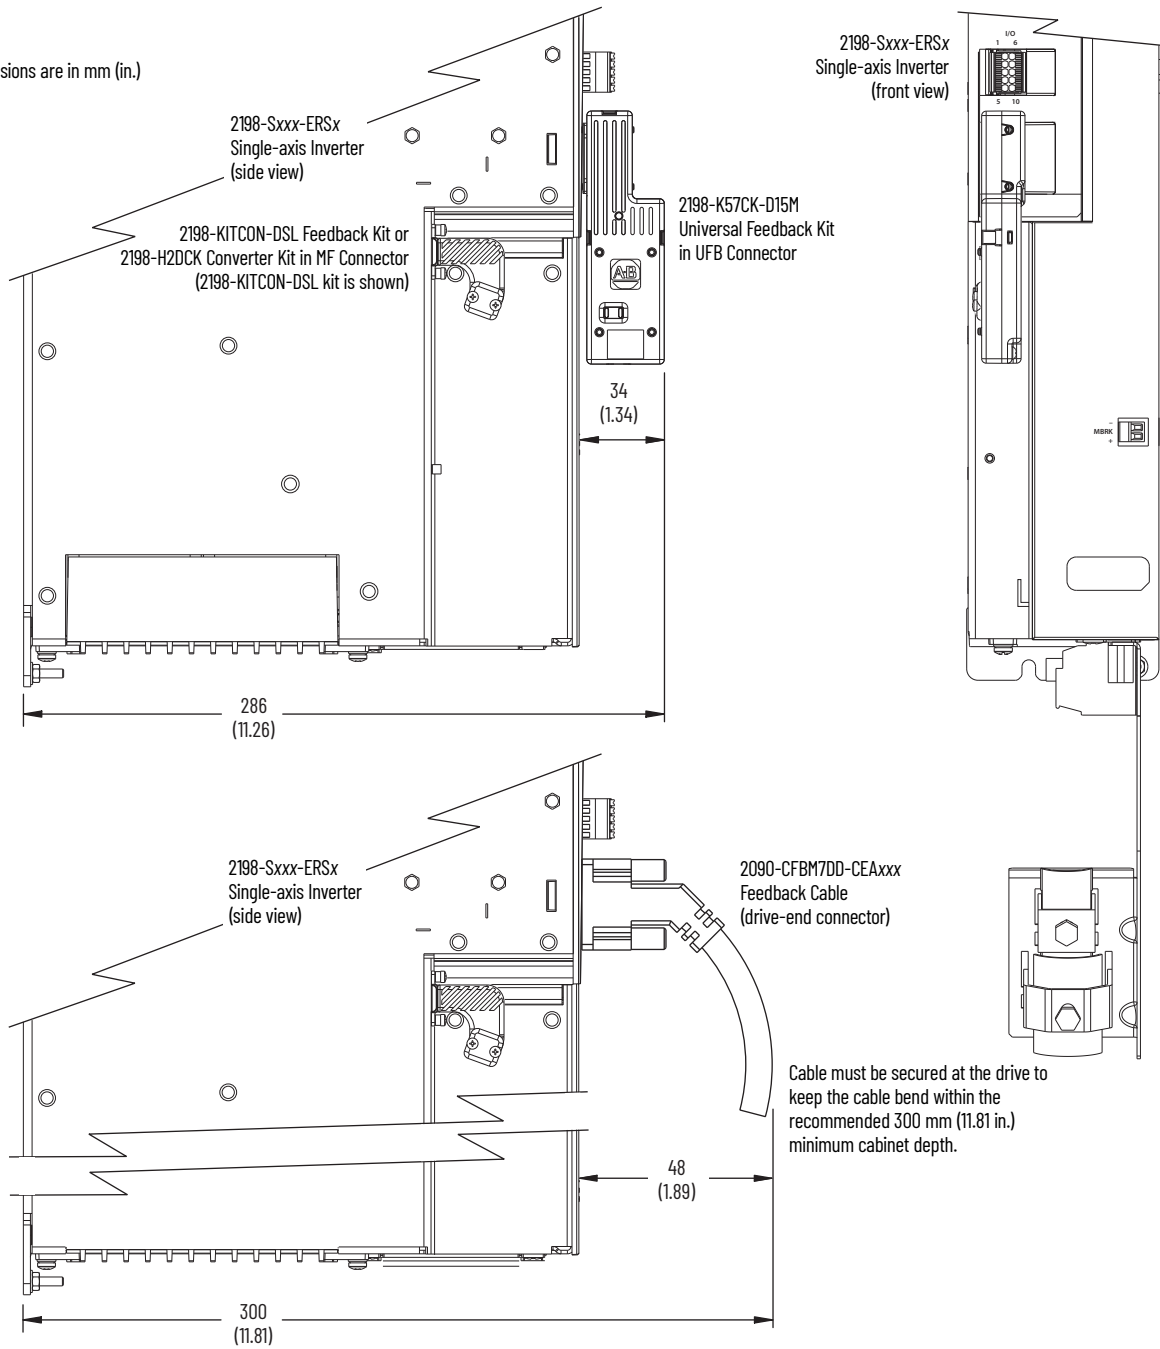 sions are in mm (in.)
2198-Sxxx-ERSx
Single-axis Inverter
(side view)
2198-KITCON-DSL Feedback Kit or
2198-H2DCK Converter Kit in MF Connector
(2198-KITCON-DSL kit is shown)
2198-K57CK-D15M
Universal Feedback Kit
in UFB Connector
A-B
34
(1.34)
286
(11.26)
2198-Sxxx-ERSx
Single-axis Inverter
(front view)
I/O
1 6
5 10
MBRK
–
+
2198-Sxxx-ERSx
Single-axis Inverter
(side view)
2090-CFBM7DD-CEAxxx
Feedback Cable
(drive-end connector)
Cable must be secured at the drive to
keep the cable bend within the
recommended 300 mm (11.81 in.)
minimum cabinet depth.
48
(1.89)
300
(11.81)